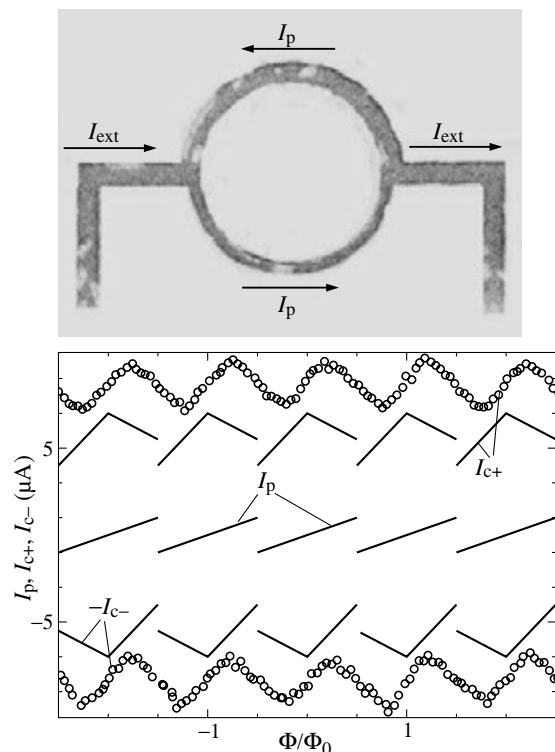 I_p
I_ext I_ext
I_p
I_p, I_c+, I_c− (μA)
5
I_c+
I_p
−I_c−
−5
−1 1
Φ/Φ_0